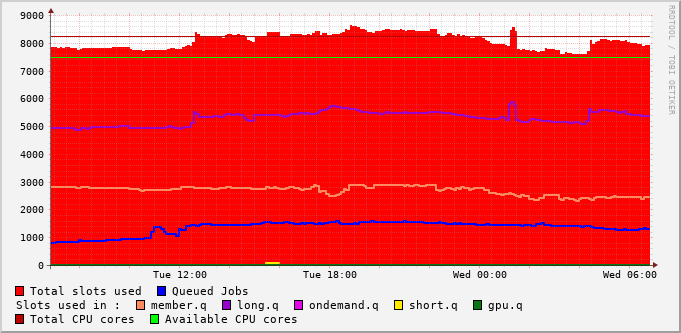 RRDTOOL / TOBI OETIKER
9000
8000
7000
6000
5000
4000
3000
2000
1000
0
Tue 12:00 Tue 18:00 Wed 00:00 Wed 06:00
Total slots used Queued Jobs
Slots used in : member.q long.q ondemand.q short.q gpu.q
Total CPU cores Available CPU cores